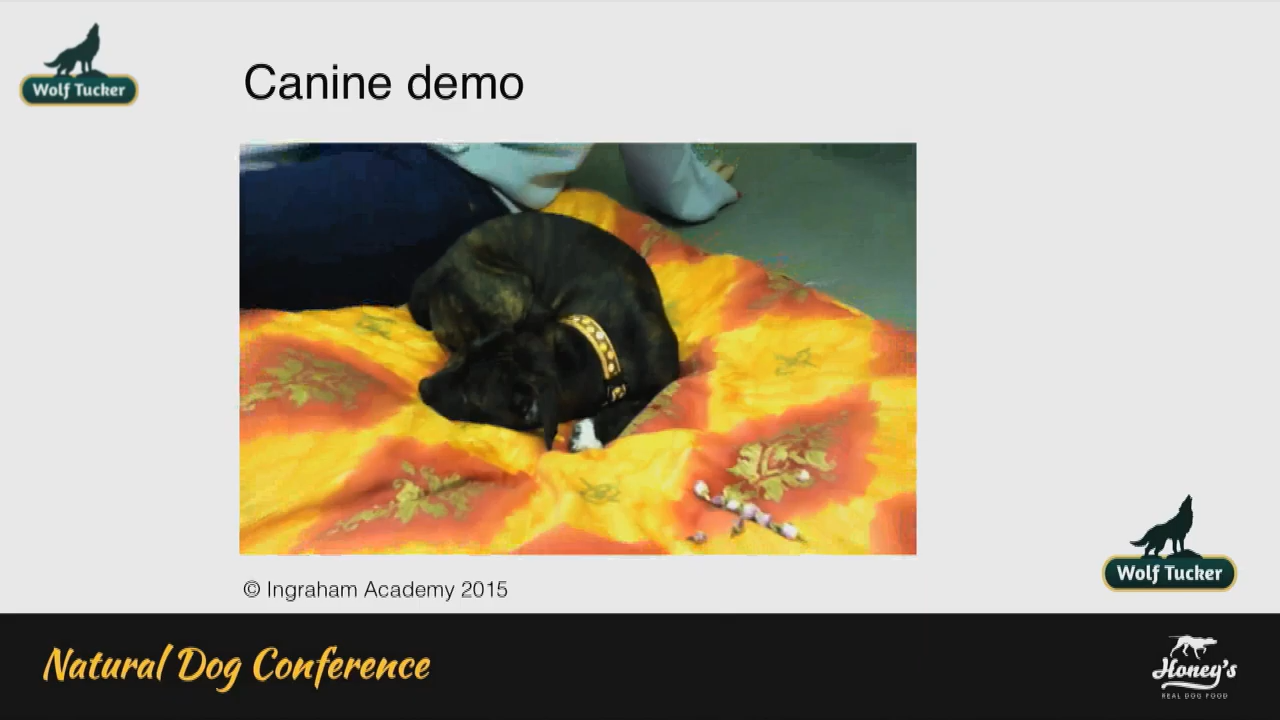 Wolf Tucker
Canine demo
© Ingraham Academy 2015
Wolf Tucker
Natural Dog Conference
Honey's
REAL DOG FOOD